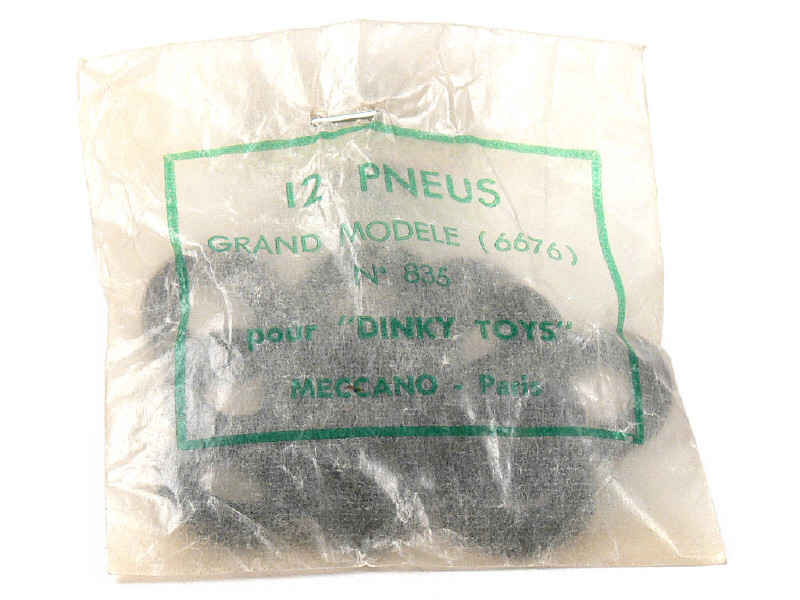 12 PNEUS
GRAND MODELE (6676)
N° 835
pour "DINKY TOYS"
MECCANO - Paris